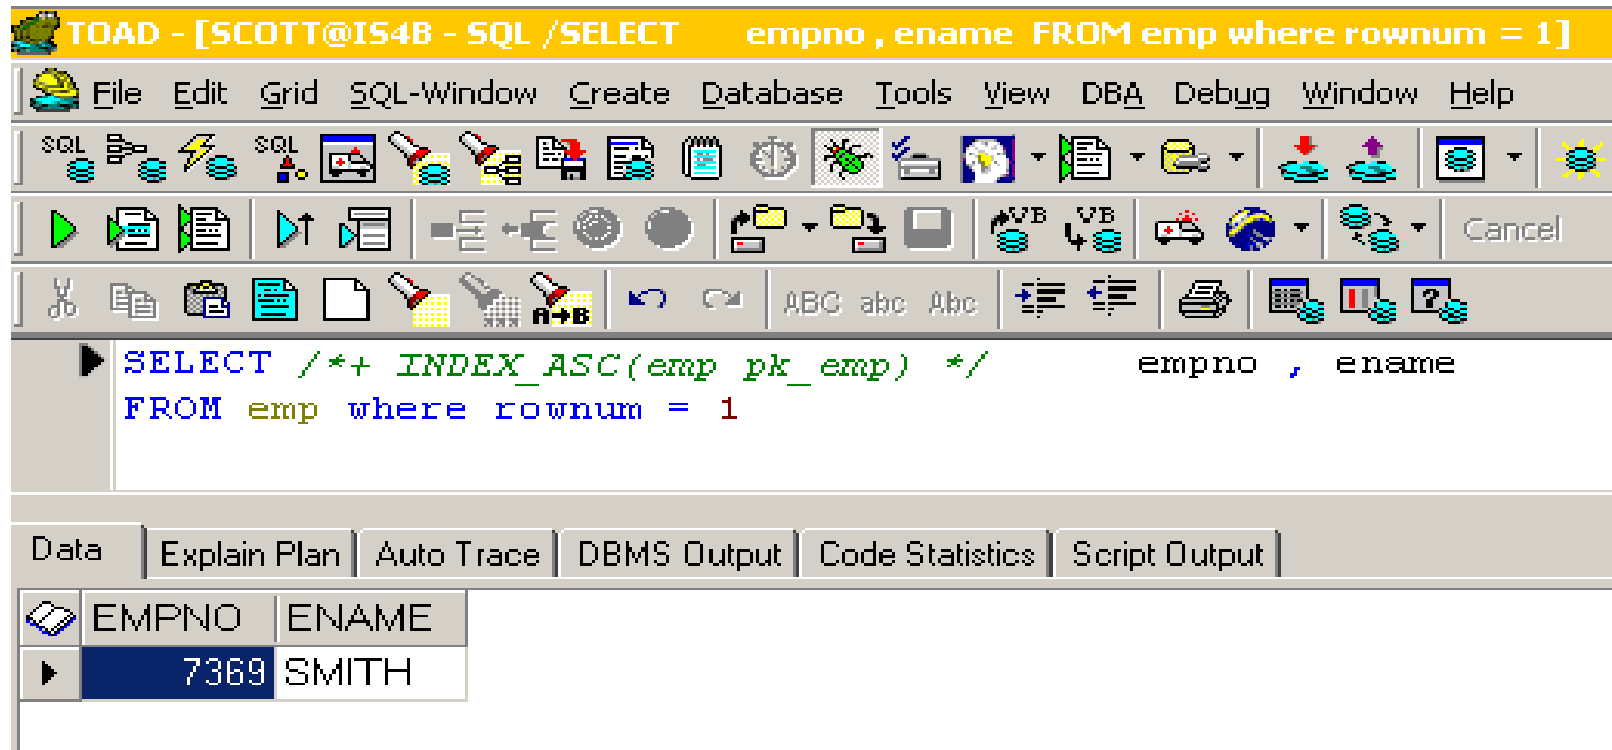 TOAD - [SCOTT@IS4B - SQL /SELECT empno , ename FROM emp where rownum = 1]
File Edit Grid SQL-Window Create Database Tools View DBA Debug Window Help
SQL SQL
VB VB Cancel
A→B ABC abc Abc
SELECT /*+ INDEX_ASC(emp pk_emp) */ empno , ename
FROM emp where rownum = 1
Data Explain Plan Auto Trace DBMS Output Code Statistics Script Output
EMPNO ENAME
7369 SMITH